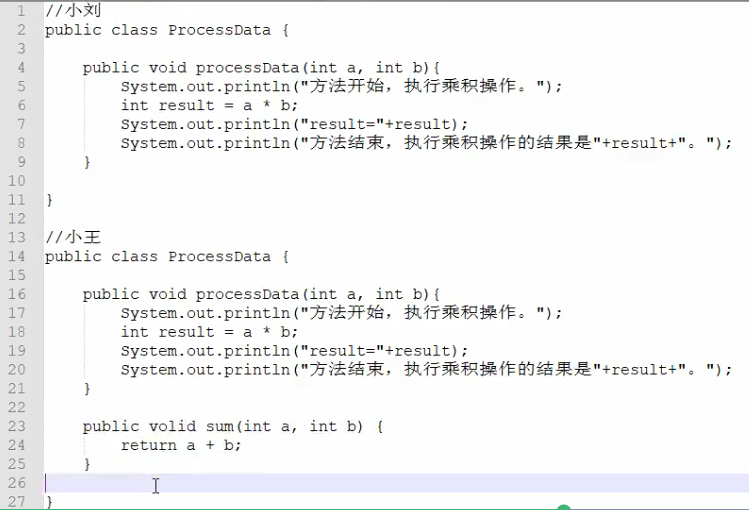 1 //小刘
2 public class ProcessData {
3
4 public void processData(int a, int b){
5 System.out.println("方法开始，执行乘积操作。");
6 int result = a * b;
7 System.out.println("result="+result);
8 System.out.println("方法结束，执行乘积操作的结果是"+result+"。");
9 }
10
11 }
12
13 //小王
14 public class ProcessData {
15
16 public void processData(int a, int b){
17 System.out.println("方法开始，执行乘积操作。");
18 int result = a * b;
19 System.out.println("result="+result);
20 System.out.println("方法结束，执行乘积操作的结果是"+result+"。");
21 }
22
23 public volid sum(int a, int b) {
24 return a + b;
25 }
26
27 }